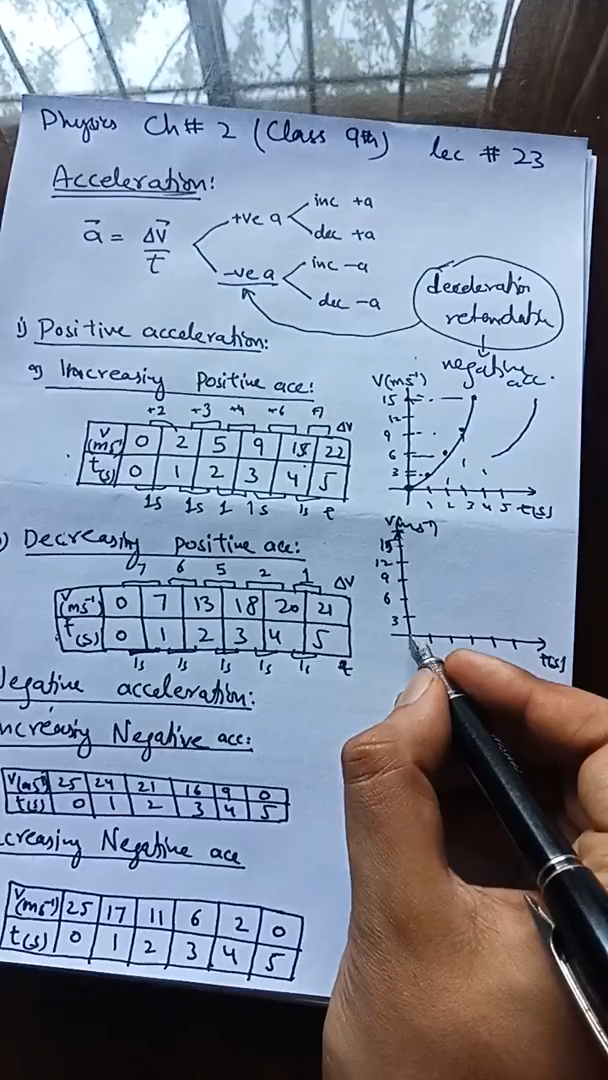 Physics Ch# 2 (Class 9th) lec # 23
Acceleration:
a = Δv/t
+ve a
inc +a
dec +a
-ve a
inc -a
dec -a
deceleration
retardation
negative
acc.
i) Positive acceleration:
a) Increasing positive acc:
+2 +3 +4 +6 +7 Δv
v(ms⁻¹) 0 2 5 9 15 22
t(s) 0 1 2 3 4 5
1s 1s 1 1s 1s t
V(ms⁻¹)
15
12
9
6
3
0 1 2 3 4 5 t(s)
) Decreasing positive acc:
7 6 5 2 1 Δv
v(ms⁻¹) 0 7 13 18 20 21
t(s) 0 1 2 3 4 5
1s 1s 1s 1s 1s t
V(ms⁻¹)
15
12
9
6
3
t(s)
Negative acceleration:
Increasing Negative acc:
v(ms⁻¹) 25 24 21 16 9 0
t(s) 0 1 2 3 4 5
creasing Negative acc
v(ms⁻¹) 25 17 11 6 2 0
t(s) 0 1 2 3 4 5